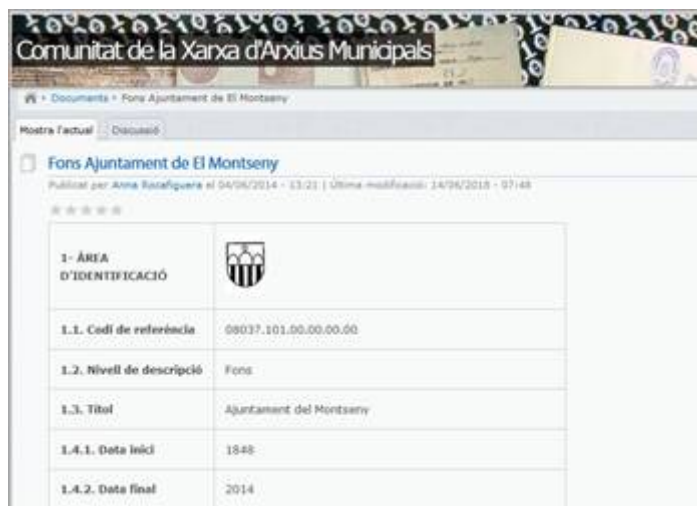 Comunitat de la Xarxa d'Arxius Municipals
Documents
Fons Ajuntament de El Montseny
Mostra l'actual
Discussió
Fons Ajuntament de El Montseny
Publicat per Anna Rocafiguera el 04/06/2014 - 13:21 | Última modificació: 14/06/2018 - 07:48
1- ÀREA
D'IDENTIFICACIÓ
1.1. Codi de referència 08037.101.00.00.00.00
1.2. Nivell de descripció Fons
1.3. Títol Ajuntament del Montseny
1.4.1. Data inici 1848
1.4.2. Data final 2014